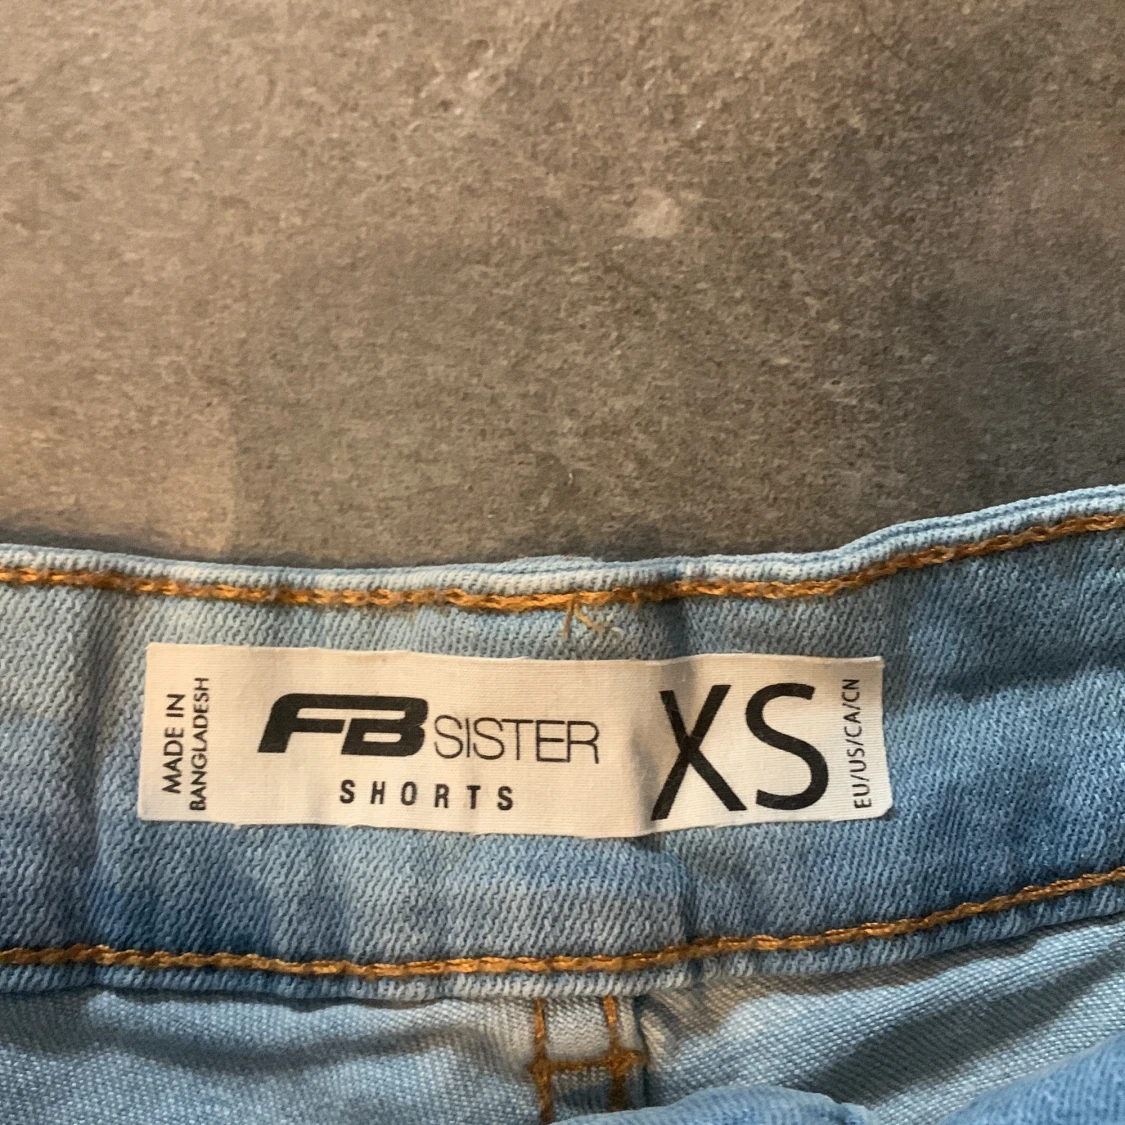 MADE IN
BANGLADESH
FB SISTER
SHORTS
XS
EU/US/CA/CN